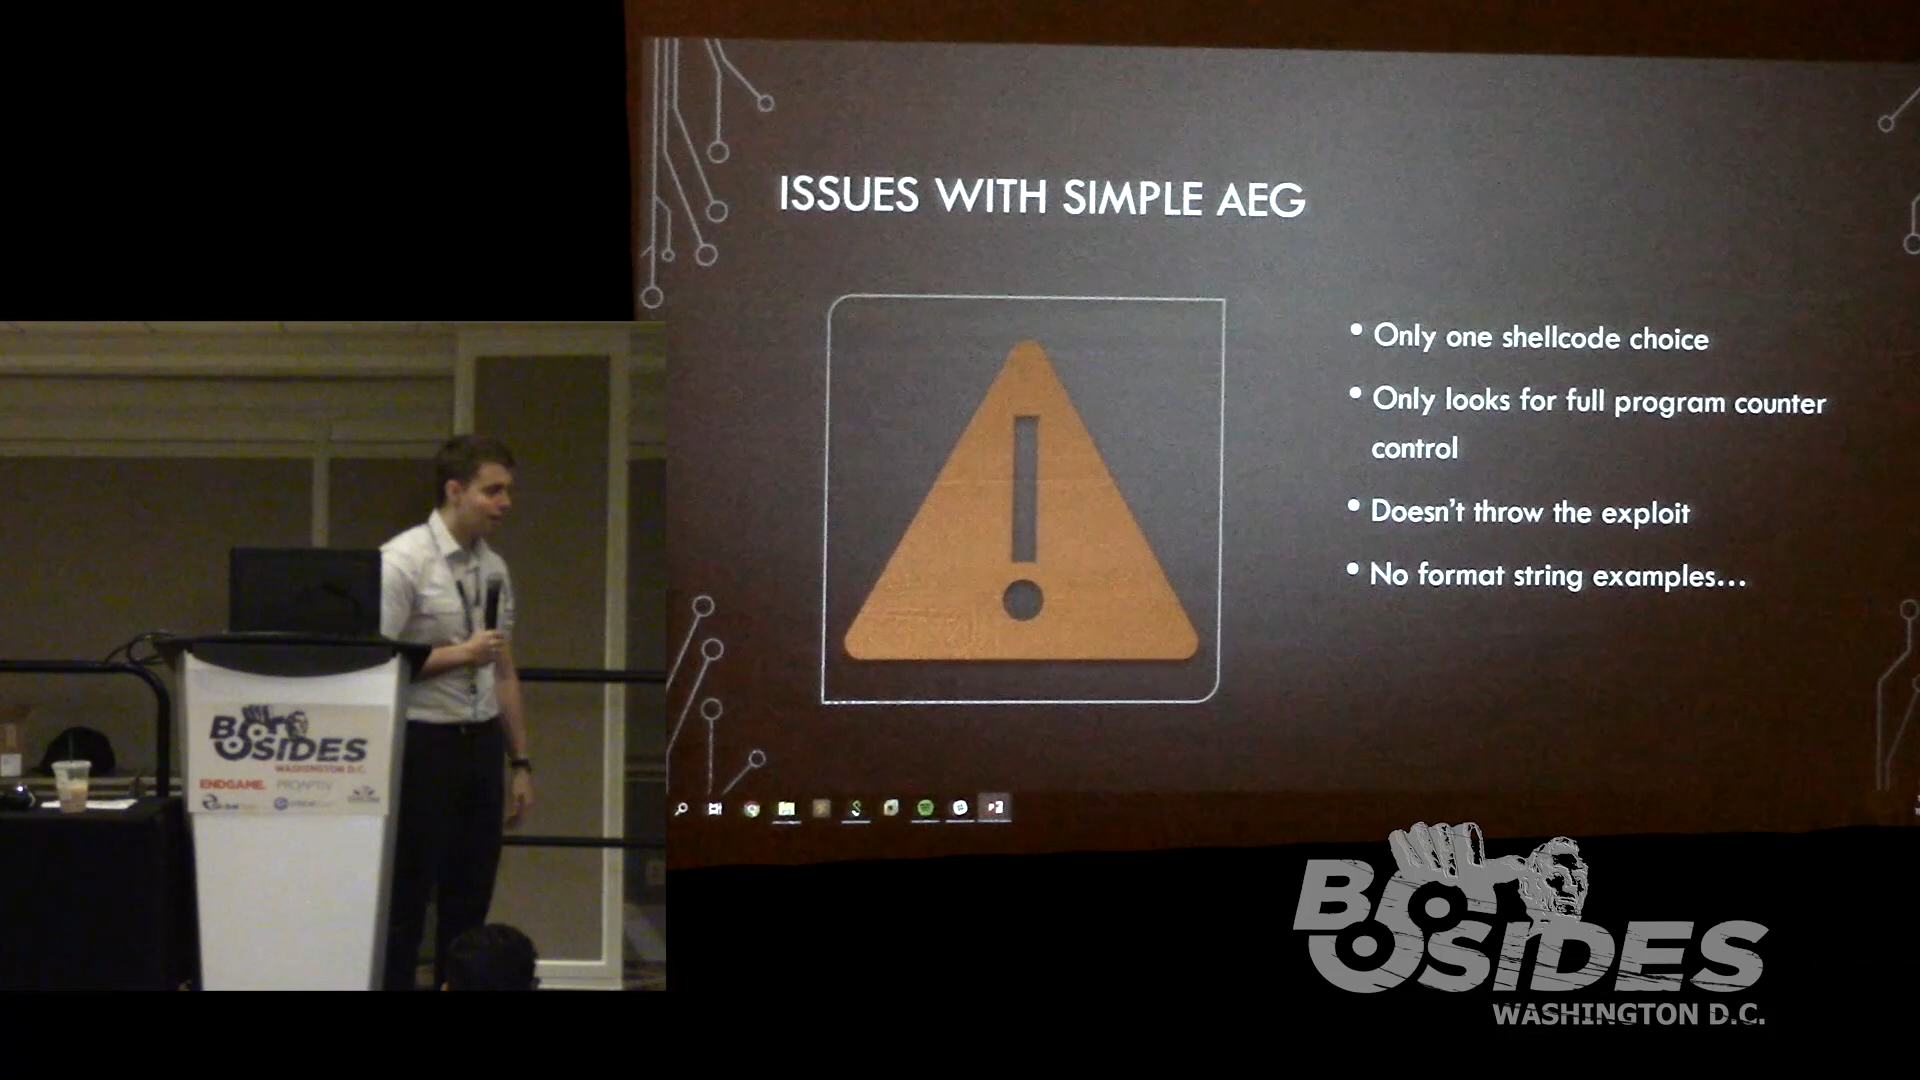 ISSUES WITH SIMPLE AEG
• Only one shellcode choice
• Only looks for full program counter
control
• Doesn't throw the exploit
• No format string examples...
BSIDES
WASHINGTON D.C.
ENDGAME. PROAPTIV
BSIDES
WASHINGTON D.C.